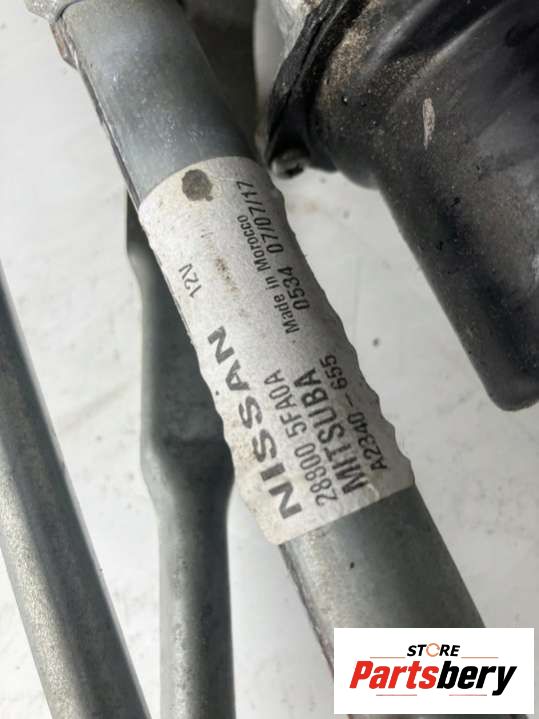 NISSAN 12V
28800 5FA0A
MITSUBA Made in Morocco
A2340-655 0534 07/07/17
STORE
Partsbery